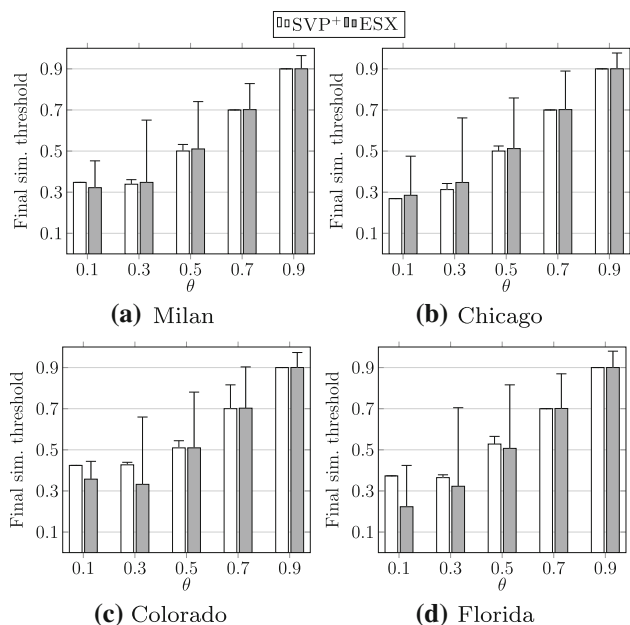 SVP+ ESX
Final sim. threshold
0.9
0.7
0.5
0.3
0.1
0.1 0.3 0.5 0.7 0.9
θ
(a) Milan
Final sim. threshold
0.9
0.7
0.5
0.3
0.1
0.1 0.3 0.5 0.7 0.9
θ
(b) Chicago
Final sim. threshold
0.9
0.7
0.5
0.3
0.1
0.1 0.3 0.5 0.7 0.9
θ
(c) Colorado
Final sim. threshold
0.9
0.7
0.5
0.3
0.1
0.1 0.3 0.5 0.7 0.9
θ
(d) Florida